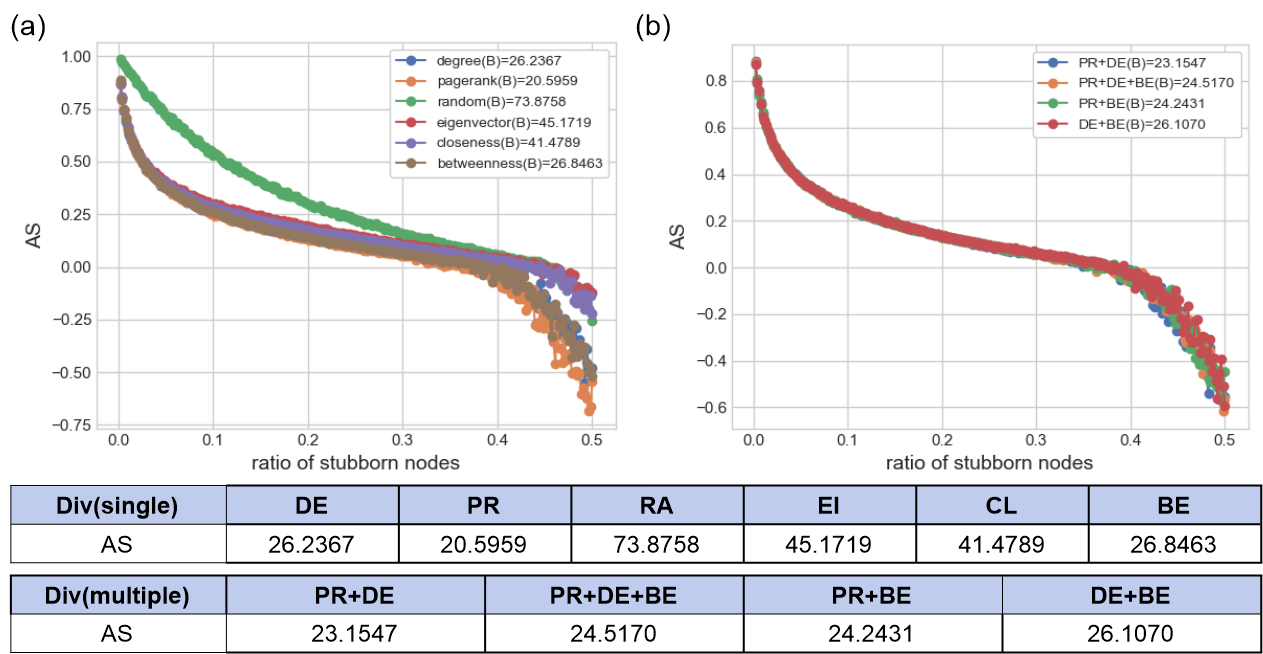 (a)
1.00
0.75
0.50
0.25
0.00
−0.25
−0.50
−0.75
AS
degree(B)=26.2367
pagerank(B)=20.5959
random(B)=73.8758
eigenvector(B)=45.1719
closeness(B)=41.4789
betweenness(B)=26.8463
0.0 0.1 0.2 0.3 0.4 0.5
ratio of stubborn nodes
(b)
0.8
0.6
0.4
0.2
0.0
−0.2
−0.4
−0.6
AS
PR+DE(B)=23.1547
PR+DE+BE(B)=24.5170
PR+BE(B)=24.2431
DE+BE(B)=26.1070
0.0 0.1 0.2 0.3 0.4 0.5
ratio of stubborn nodes
Div(single) DE PR RA EI CL BE
AS 26.2367 20.5959 73.8758 45.1719 41.4789 26.8463
Div(multiple) PR+DE PR+DE+BE PR+BE DE+BE
AS 23.1547 24.5170 24.2431 26.1070